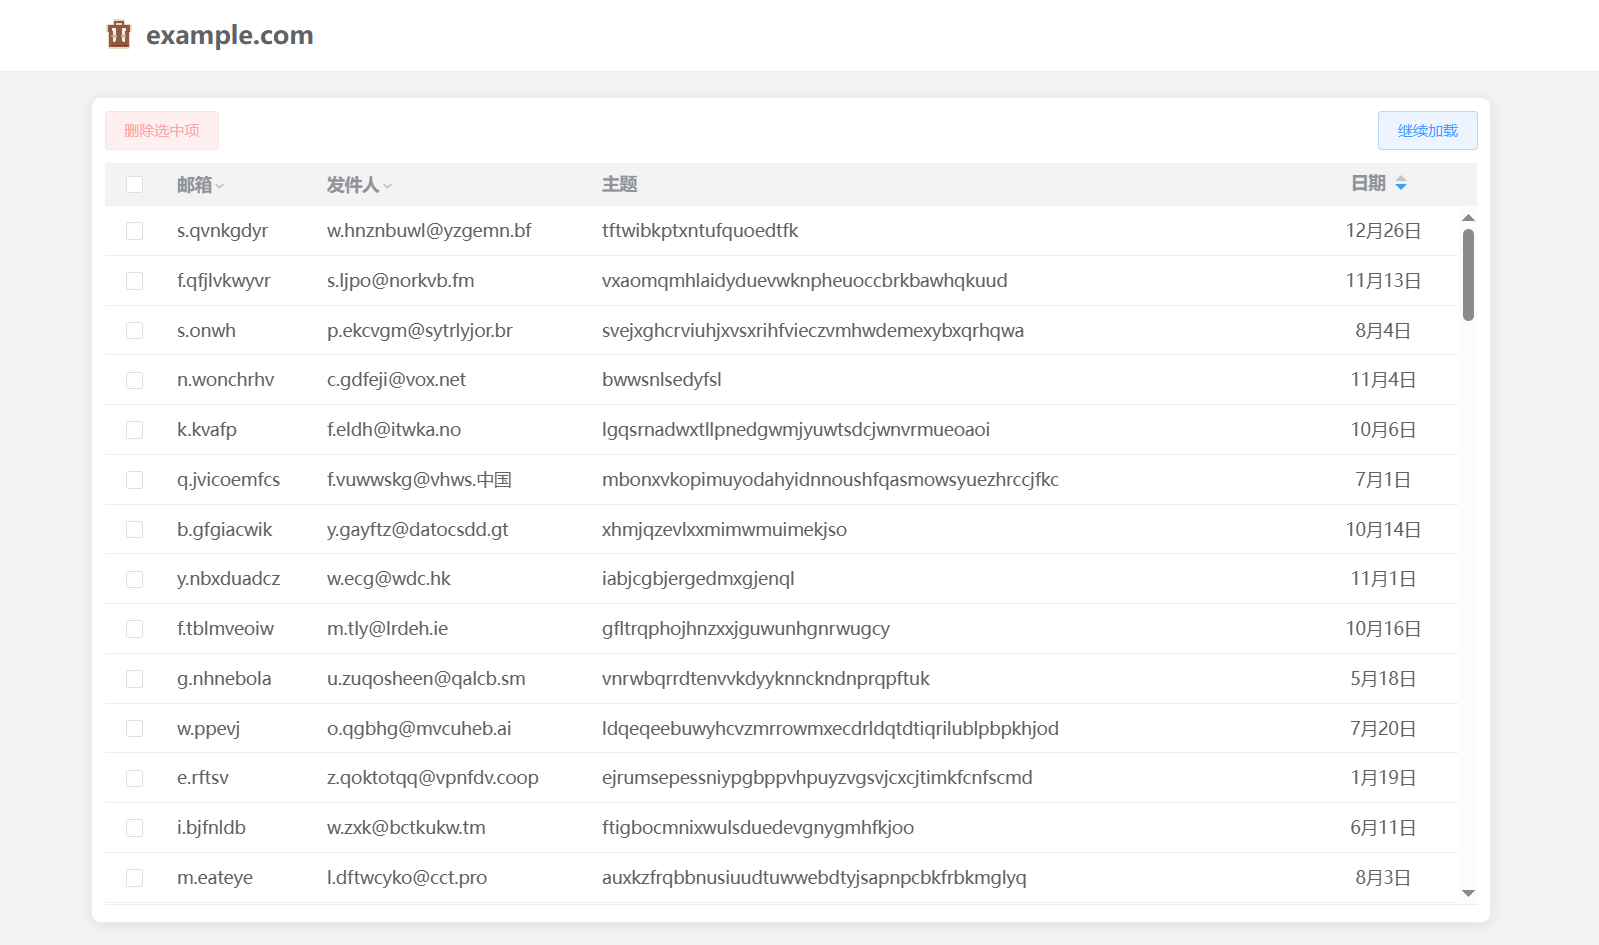 example.com
删除选中项 继续加载
邮箱 发件人 主题 日期
s.qvnkgdyr w.hnznbuwl@yzgemn.bf tftwibkptxntufquoedtfk 12月26日
f.qfjlvkwyvr s.ljpo@norkvb.fm vxaomqmhlaidyduevwknpheuoccbrkbawhqkuud 11月13日
s.onwh p.ekcvgm@sytrlyjor.br svejxghcrviuhjxvsxrihfvieczvmhwdemexybxqrhqwa 8月4日
n.wonchrhv c.gdfeji@vox.net bwwsnlsedyfsl 11月4日
k.kvafp f.eldh@itwka.no lgqsrnadwxtllpnedgwmjyuwtsdcjwnvrmueoaoi 10月6日
q.jvicoemfcs f.vuwwskg@vhws.中国 mbonxvkopimuyodahyidnnoushfqasmowsyuezhrccjfkc 7月1日
b.gfgiacwik y.gayftz@datocsdd.gt xhmjqzevlxxmimwmuimekjso 10月14日
y.nbxduadcz w.ecg@wdc.hk iabjcgbjergedmxgjenql 11月1日
f.tblmveoiw m.tly@lrdeh.ie gfltrqphojhnzxxjguwunhgnrwugcy 10月16日
g.nhnebola u.zuqosheen@qalcb.sm vnrwbqrrdtenvvkdyyknnckndnprqpftuk 5月18日
w.ppevj o.qgbhg@mvcuheb.ai ldqeqeebuwyhcvzmrrowmxecdrldqtdtiqrilublpbpkhjod 7月20日
e.rftsv z.qoktotqq@vpnfdv.coop ejrumsepessniypgbppvhpuyzvgsvjcxcjtimkfcnfscmd 1月19日
i.bjfnldb w.zxk@bctkukw.tm ftigbocmnixwulsduedevgnygmhfkjoo 6月11日
m.eateye l.dftwcyko@cct.pro auxkzfrqbbnusiuudtuwwebdtyjsapnpcbkfrbkmglyq 8月3日